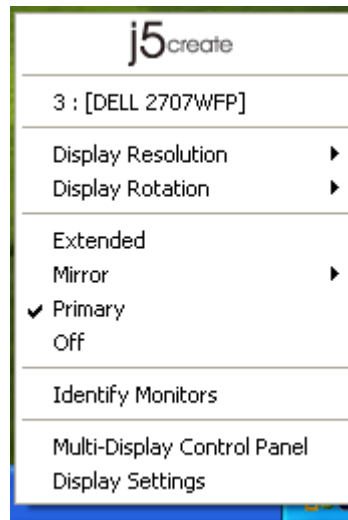 j5create
3 : [DELL 2707WFP]
Display Resolution
Display Rotation
Extended
Mirror
Primary
Off
Identify Monitors
Multi-Display Control Panel
Display Settings